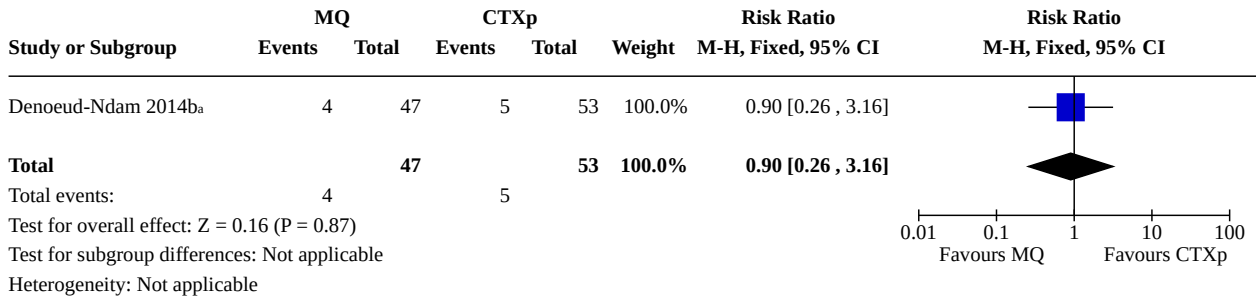 MQ CTXp Risk Ratio Risk Ratio
Study or Subgroup Events Total Events Total Weight M-H, Fixed, 95% CI M-H, Fixed, 95% CI
Denoeud-Ndam 2014ba 4 47 5 53 100.0% 0.90 [0.26 , 3.16]
Total 47 53 100.0% 0.90 [0.26 , 3.16]
Total events: 4 5
Test for overall effect: Z = 0.16 (P = 0.87)
Test for subgroup differences: Not applicable
Heterogeneity: Not applicable
0.01 0.1 1 10 100
Favours MQ Favours CTXp